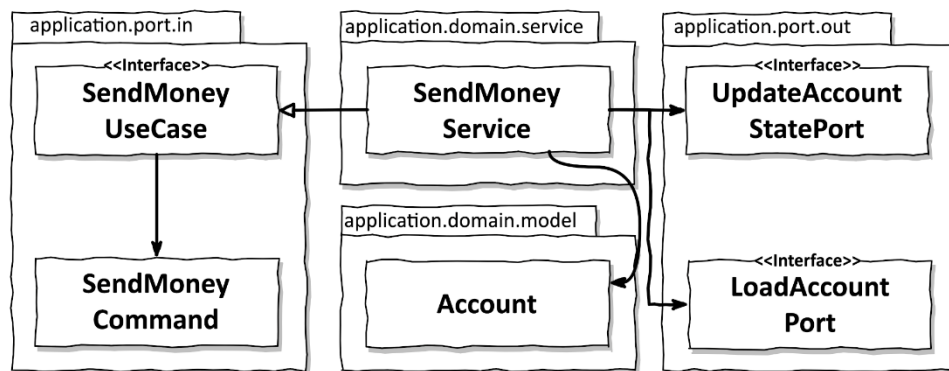 application.port.in
<<Interface>>
SendMoney
UseCase
SendMoney
Command
application.domain.service
SendMoney
Service
application.domain.model
Account
application.port.out
<<Interface>>
UpdateAccount
StatePort
<<Interface>>
LoadAccount
Port